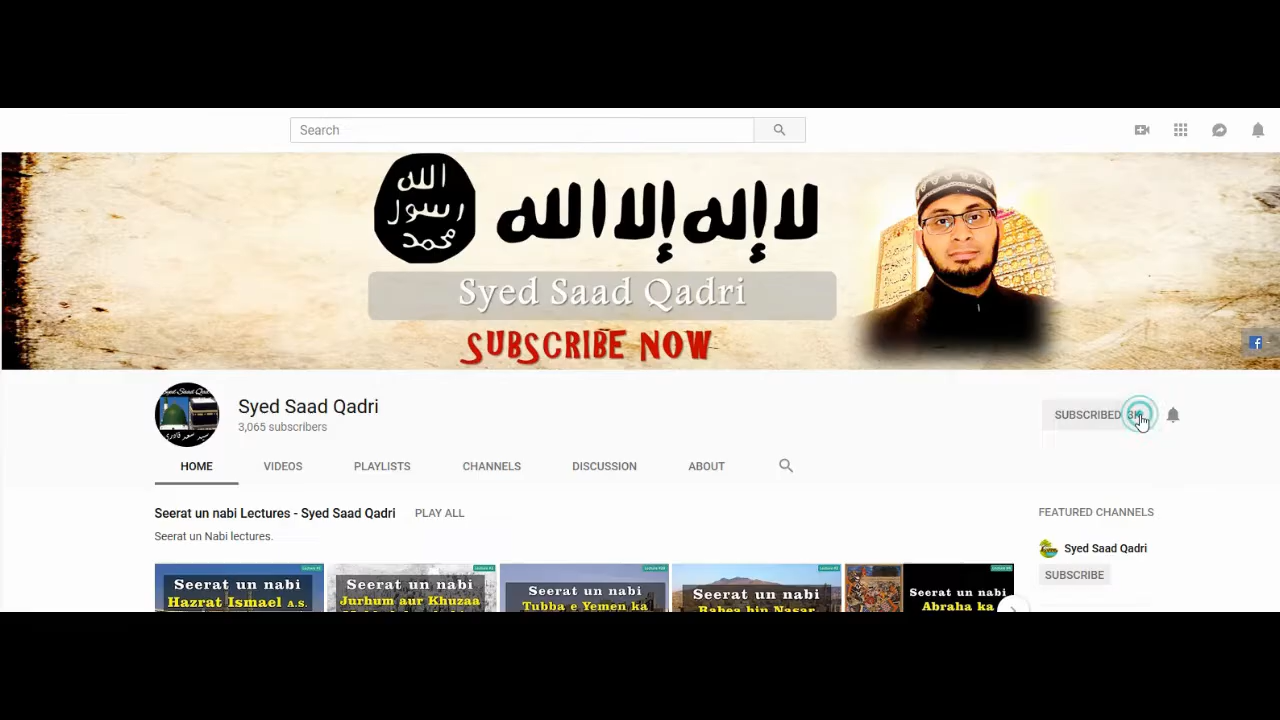 Search
الله
رسول
محمد
لا إله إلا الله
Syed Saad Qadri
SUBSCRIBE NOW
Syed Saad Qadri
3,065 subscribers
SUBSCRIBED
HOME
VIDEOS
PLAYLISTS
CHANNELS
DISCUSSION
ABOUT
Seerat un nabi Lectures - Syed Saad Qadri
PLAY ALL
Seerat un Nabi lectures.
FEATURED CHANNELS
Syed Saad Qadri
SUBSCRIBE
Seerat un nabi
Hazrat Ismael A.S.
Seerat un nabi
Jurhum aur Khuzaa
Seerat un nabi
Tubba e Yemen ka
Seerat un nabi
Rabea bin Nasar
Seerat un nabi
Abraha ka